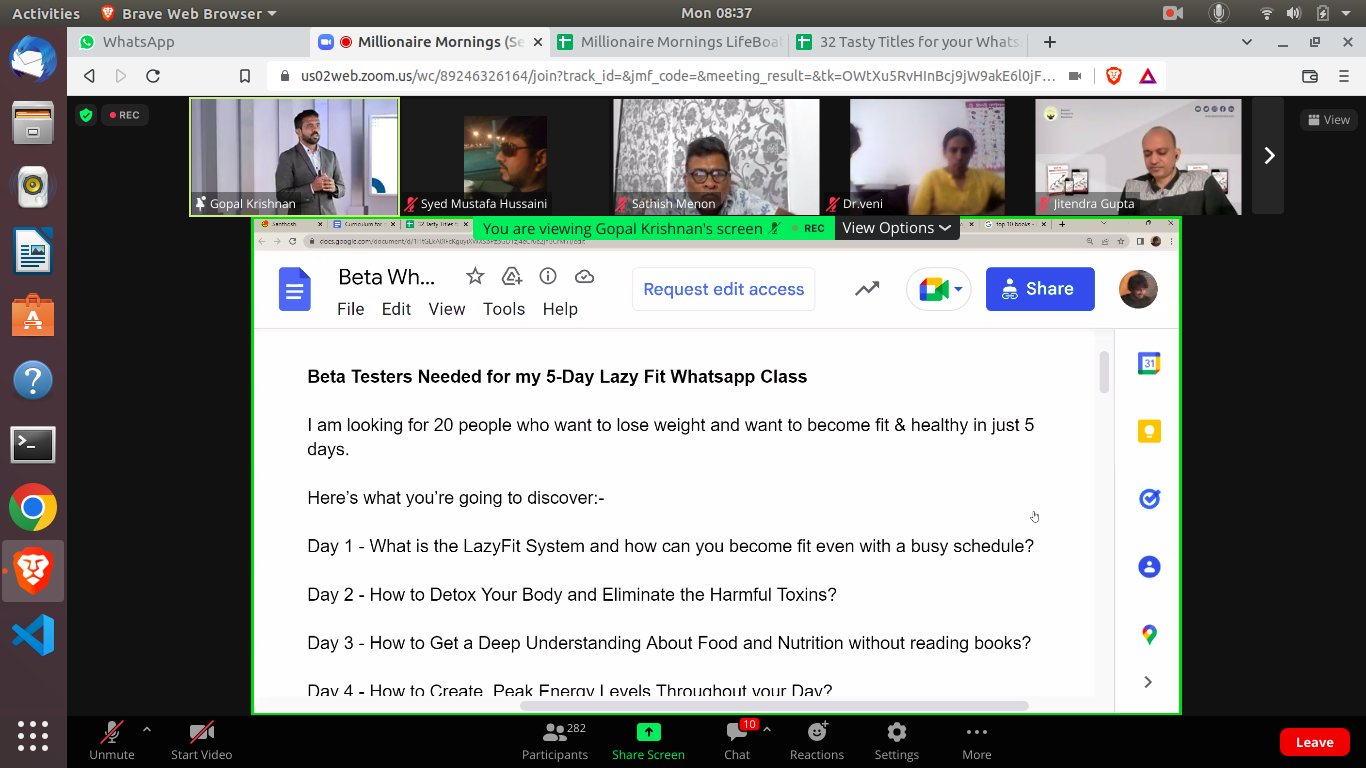 Activities
Brave Web Browser
Mon 08:37
WhatsApp
Millionaire Mornings (Se
Millionaire Mornings LifeBoa
32 Tasty Titles for your Whats
us02web.zoom.us/wc/89246326164/join?track_id=&jmf_code=&meeting_result=&tk=OWtXu5RvHInBcj9jW9akE6l0jF...
REC
View
Gopal Krishnan
Syed Mustafa Hussaini
Sathish Menon
Dr.veni
Jitendra Gupta
You are viewing Gopal Krishnan's screen
REC
View Options
Beta Wh...
File Edit View Tools Help
Request edit access
Share
31
Beta Testers Needed for my 5-Day Lazy Fit Whatsapp Class
I am looking for 20 people who want to lose weight and want to become fit & healthy in just 5
days.
Here's what you're going to discover:-
Day 1 - What is the LazyFit System and how can you become fit even with a busy schedule?
Day 2 - How to Detox Your Body and Eliminate the Harmful Toxins?
Day 3 - How to Get a Deep Understanding About Food and Nutrition without reading books?
Day 4 - How to Create Peak Energy Levels Throughout your Day?
Unmute
Start Video
282
Participants
Share Screen
10
Chat
Reactions
Settings
More
Leave